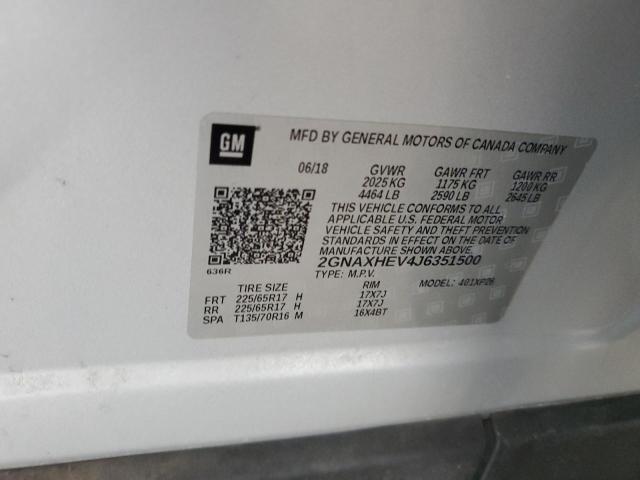 GM
MFD BY GENERAL MOTORS OF CANADA COMPANY
06/18 GVWR GAWR FRT GAWR RR
2025 KG 1175 KG 1200 KG
4464 LB 2590 LB 2645 LB
THIS VEHICLE CONFORMS TO ALL
APPLICABLE U.S. FEDERAL MOTOR
VEHICLE SAFETY AND THEFT PREVENTION
STANDARDS IN EFFECT ON THE DATE OF
MANUFACTURE SHOWN ABOVE
2GNAXHEV4J6351500
636R
TYPE: M.P.V. MODEL: 401XP26
TIRE SIZE RIM
FRT 225/65R17 H 17X7J
RR 225/65R17 H 17X7J
SPA T135/70R16 M 16X4BT